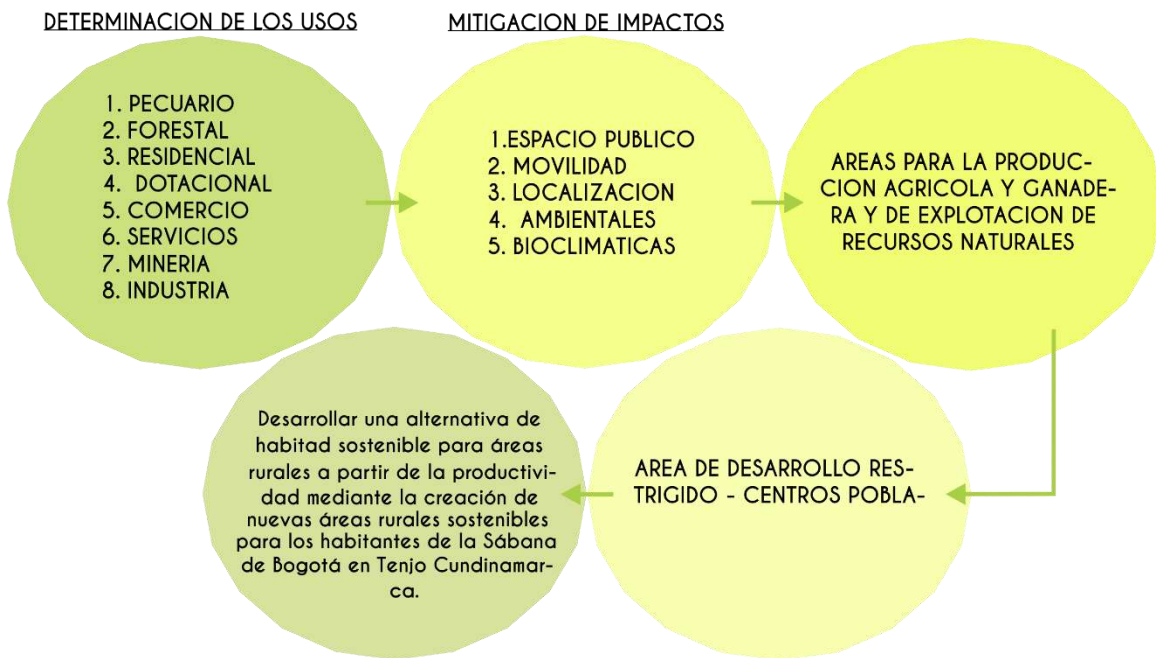 DETERMINACION DE LOS USOS
1. PECUARIO
2. FORESTAL
3. RESIDENCIAL
4. DOTACIONAL
5. COMERCIO
6. SERVICIOS
7. MINERIA
8. INDUSTRIA
MITIGACION DE IMPACTOS
1.ESPACIO PUBLICO
2. MOVILIDAD
3. LOCALIZACION
4. AMBIENTALES
5. BIOCLIMATICAS
AREAS PARA LA PRODUC-
CION AGRICOLA Y GANADE-
RA Y DE EXPLOTACION DE
RECURSOS NATURALES
AREA DE DESARROLLO RES-
TRIGIDO - CENTROS POBLA-
Desarrollar una alternativa de
habitad sostenible para áreas
rurales a partir de la productivi-
dad mediante la creación de
nuevas áreas rurales sostenibles
para los habitantes de la Sábana
de Bogotá en Tenjo Cundinamar-
ca.